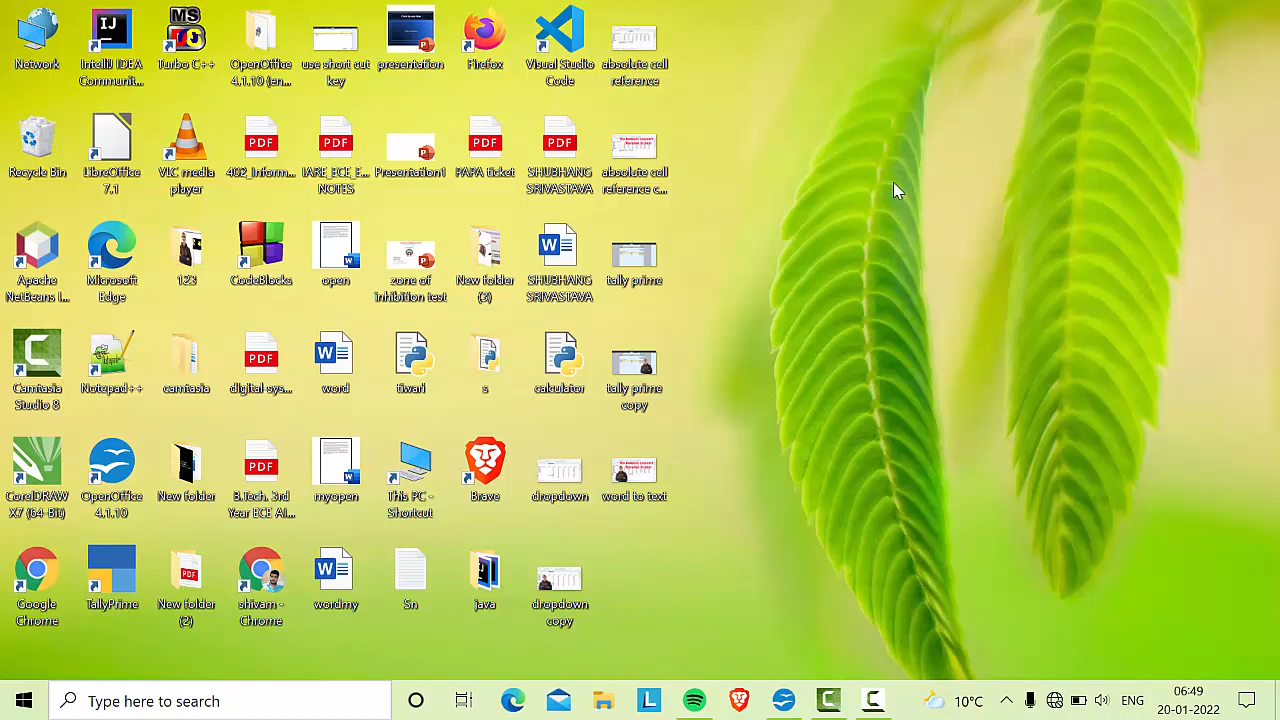 Network
IntelliJ IDEA
Communit...
MS
Turbo C++
OpenOffice
4.1.10 (en...
use short cut
key
presentation
Firefox
Visual Studio
Code
absolute cell
reference
Recycle Bin
LibreOffice
7.1
VLC media
player
PDF
402_Inform...
PDF
IARE_ECE_E...
NOTES
Presentation1
PDF
PAPA ticket
PDF
SHUBHANG
SRIVASTAVA
absolute cell
reference c...
Apache
NetBeans I...
Microsoft
Edge
123
CodeBlocks
open
zone of
inhibition test
New folder
(3)
SHUBHANG
SRIVASTAVA
tally prime
Camtasia
Studio 8
Notepad++
camtasia
PDF
digital-sys...
word
tiwari
s
calculator
tally prime
copy
CorelDRAW
X7 (64-Bit)
OpenOffice
4.1.10
New folder
PDF
B.Tech. 3rd
Year ECE AI...
myopen
This PC -
Shortcut
Brave
dropdown
word to text
Google
Chrome
TallyPrime
PDF
New folder
(2)
shivam -
Chrome
wordmy
Sn
java
dropdown
copy
Type here to search
10°C
ENG
06:49
20-01-2022